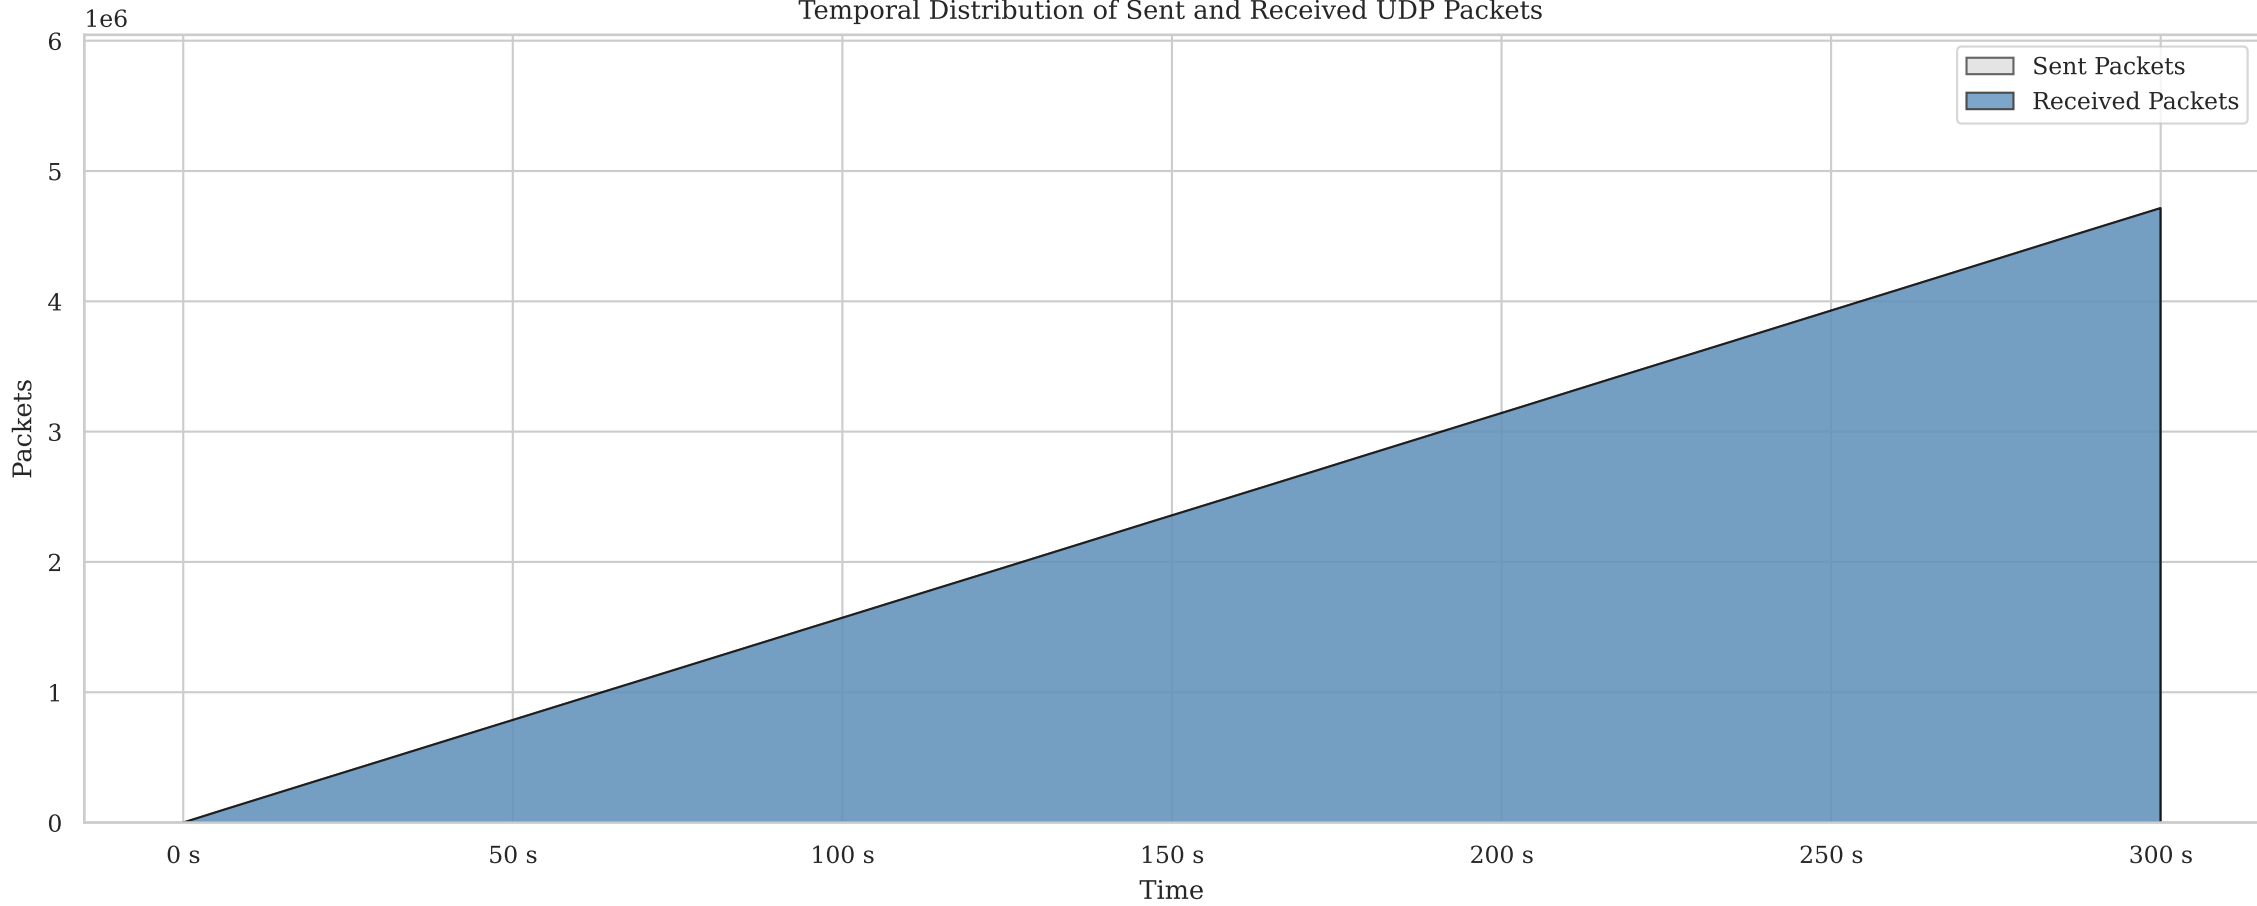 Temporal Distribution of Sent and Received UDP Packets
1e6
6
5
4
3
2
1
0
Packets
Sent Packets
Received Packets
0 s 50 s 100 s 150 s 200 s 250 s 300 s
Time